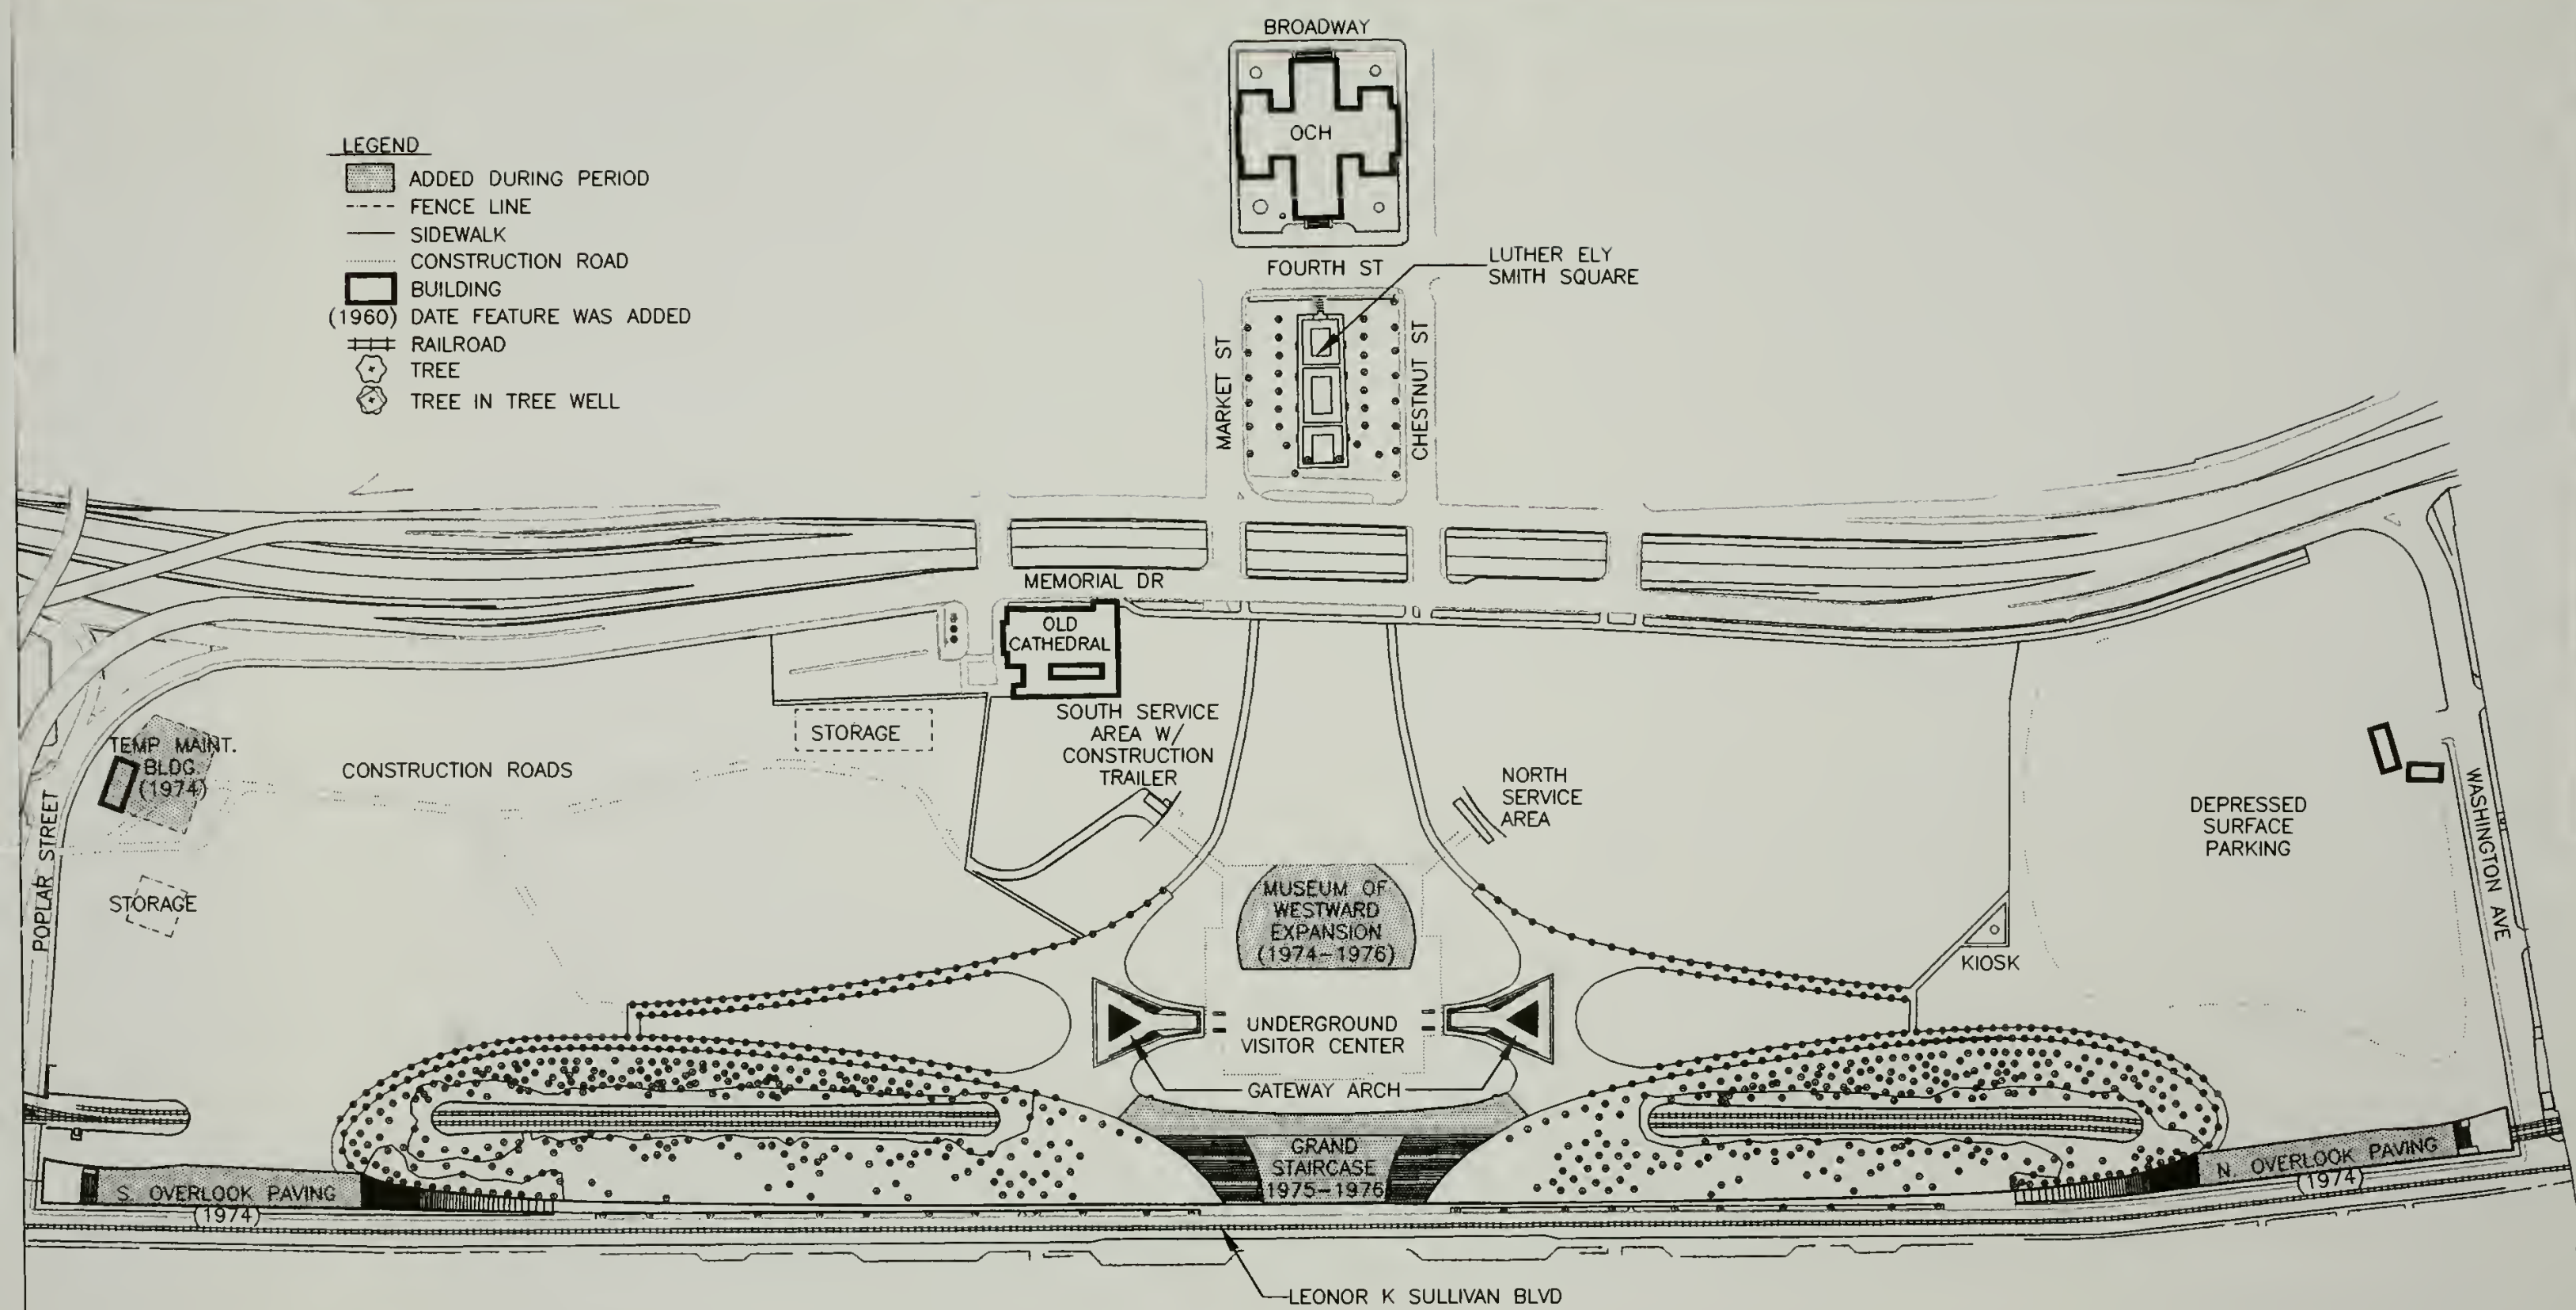 BROADWAY
OCH
LEGEND
ADDED DURING PERIOD
FENCE LINE
SIDEWALK
CONSTRUCTION ROAD
BUILDING
(1960) DATE FEATURE WAS ADDED
RAILROAD
TREE
TREE IN TREE WELL
FOURTH ST
LUTHER ELY
SMITH SQUARE
MARKET ST
CHESTNUT ST
MEMORIAL DR
OLD
CATHEDRAL
STORAGE
SOUTH SERVICE
AREA W/
CONSTRUCTION
TRAILER
TEMP MAINT.
BLDG.
(1974)
CONSTRUCTION ROADS
NORTH
SERVICE
AREA
DEPRESSED
SURFACE
PARKING
WASHINGTON AVE
POPLAR STREET
STORAGE
MUSEUM OF
WESTWARD
EXPANSION
(1974-1976)
KIOSK
UNDERGROUND
VISITOR CENTER
GATEWAY ARCH
GRAND
STAIRCASE
1975-1976
S. OVERLOOK PAVING
(1974)
N. OVERLOOK PAVING
(1974)
LEONOR K SULLIVAN BLVD